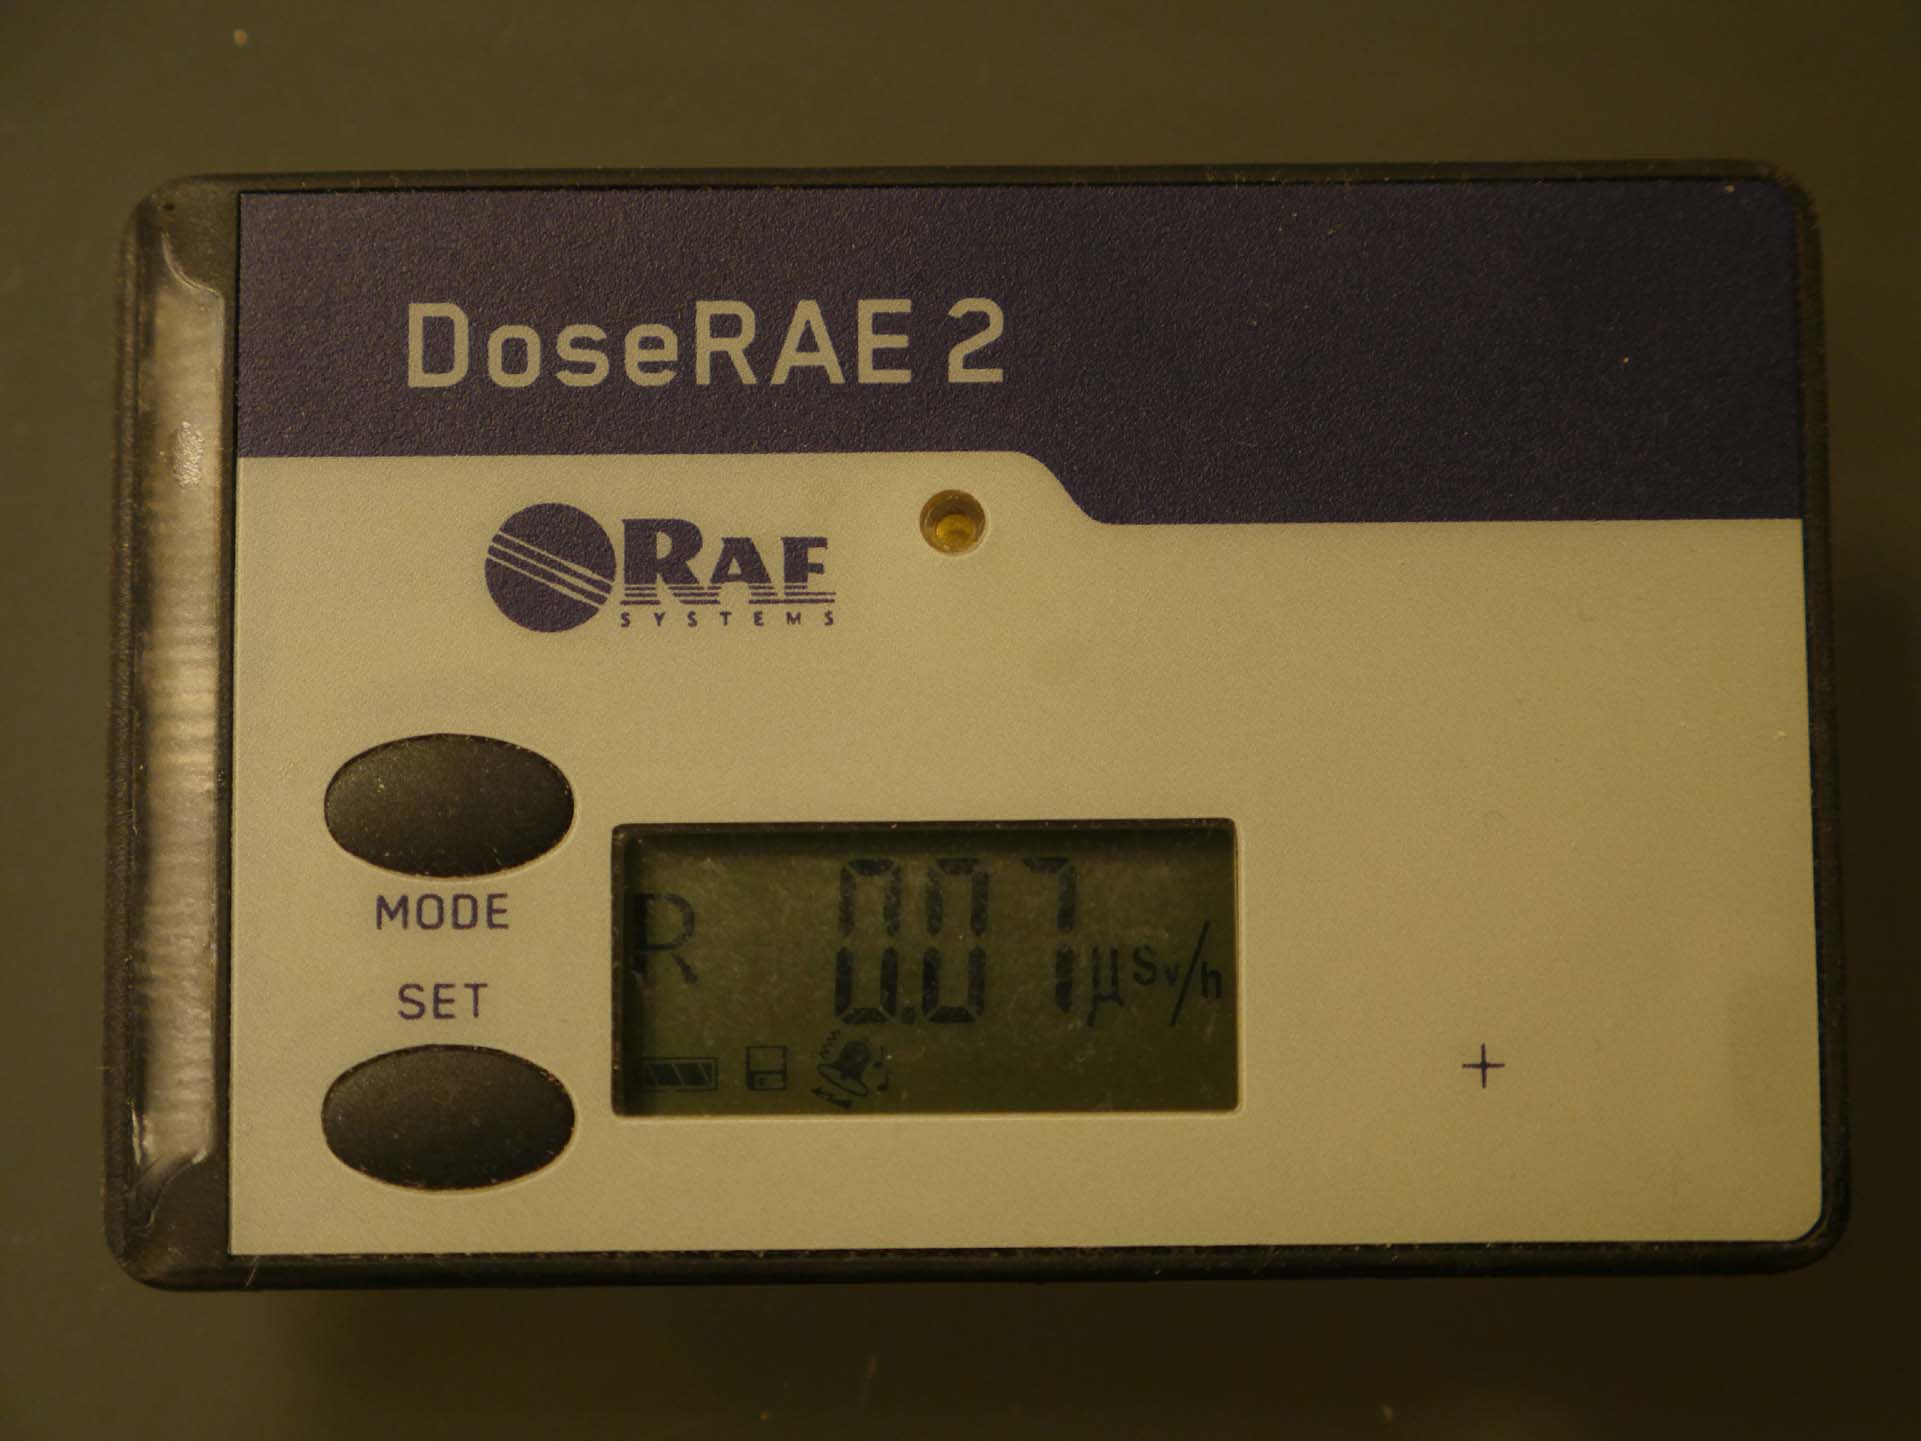 DoseRAE 2
RAE
SYSTEMS
MODE
SET
R 0.07 μSv/h